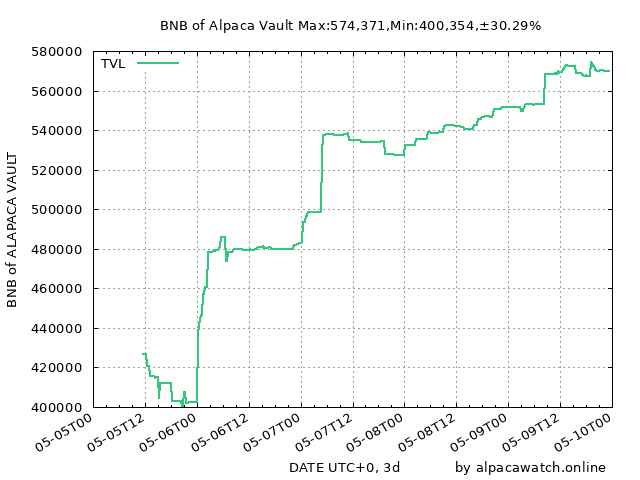 BNB of Alpaca Vault Max:574,371,Min:400,354,±30.29%
TVL
BNB of ALAPACA VAULT
580000
560000
540000
520000
500000
480000
460000
440000
420000
400000
05-05T00
05-05T12
05-06T00
05-06T12
05-07T00
05-07T12
05-08T00
05-08T12
05-09T00
05-09T12
05-10T00
DATE UTC+0, 3d
by alpacawatch.online